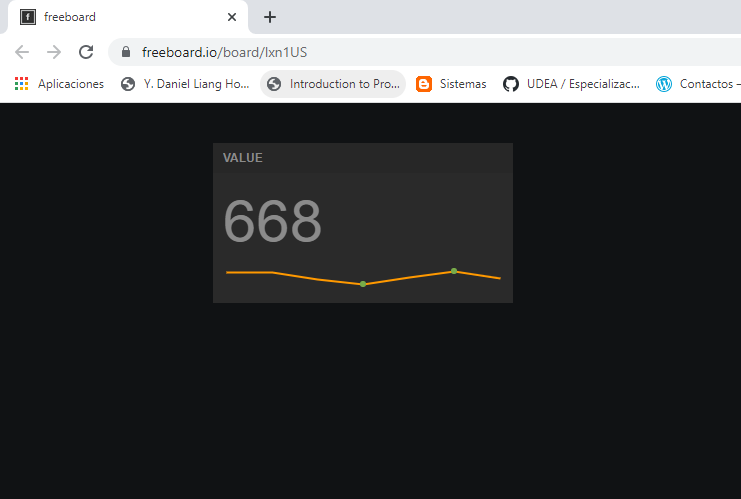 freeboard
freeboard.io/board/lxn1US
Aplicaciones Y. Daniel Liang Ho... Introduction to Pro... Sistemas UDEA / Especializac... Contactos –
VALUE
668